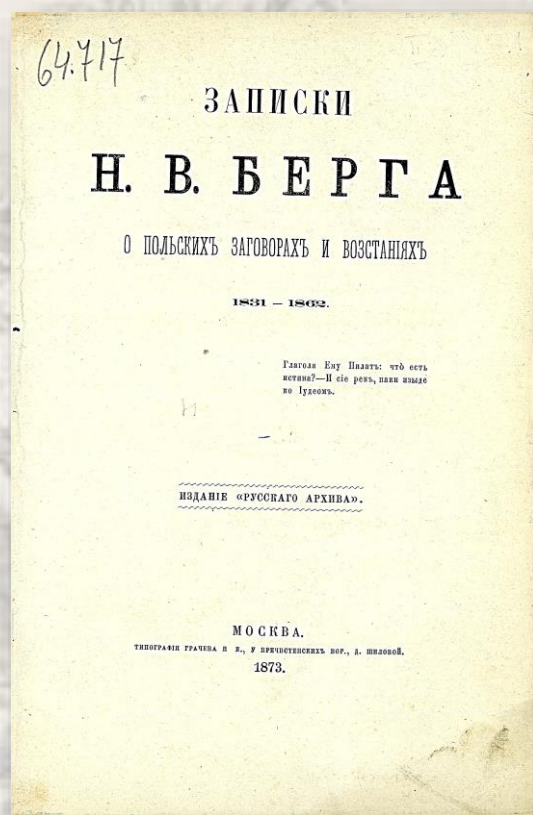 64.717
ЗАПИСКИ
Н. В. БЕРГА
О ПОЛЬСКИХЪ ЗАГОВОРАХЪ И ВОЗСТАНІЯХЪ
1831 – 1862.
Глагола Ему Пилатъ: что̀ есть
истина?—И сіе рекъ, паки изыде
ко Іудеомъ.
ИЗДАНІЕ «РУССКАГО АРХИВА».
МОСКВА.
ТИПОГРАФІЯ ГРАЧЕВА И К., У ПРЕЧИСТЕНСКИХЪ ВОР., Д. ШИЛОВОЙ.
1873.